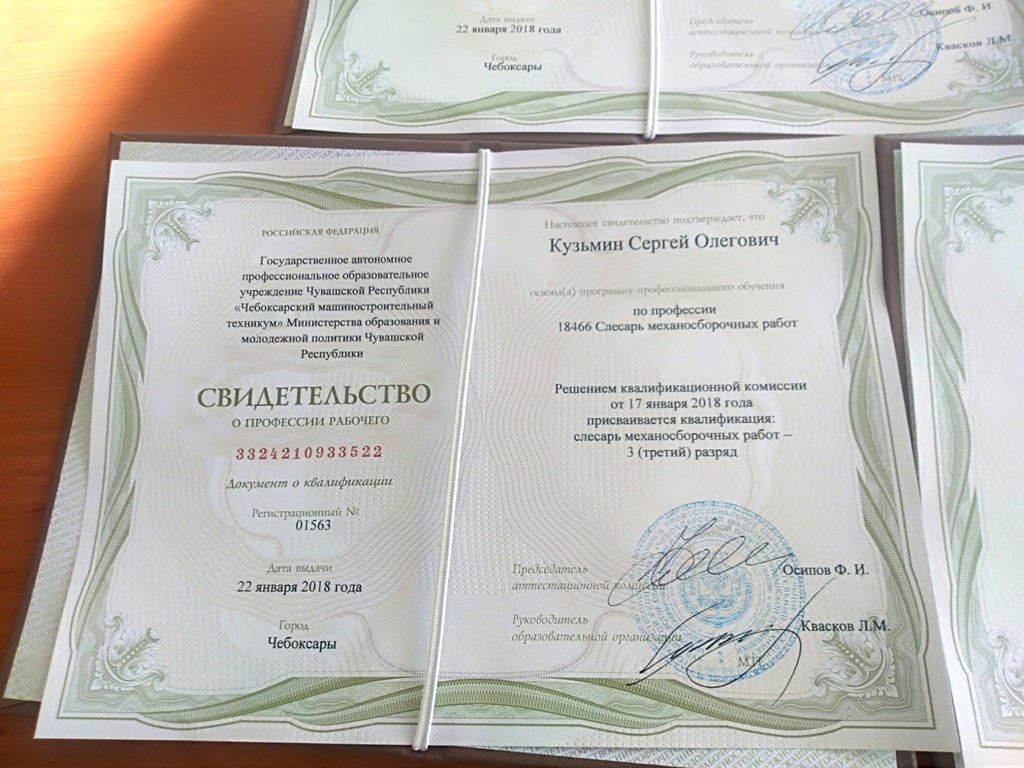 Дата выдачи
22 января 2018 года
Город
Чебоксары
Председатель
аттестационной комиссии
Осипов Ф. И.
Руководитель
образовательной организации
Квасков Л.М.
М.П.
РОССИЙСКАЯ ФЕДЕРАЦИЯ
Государственное автономное
профессиональное образовательное
учреждение Чувашской Республики
«Чебоксарский машиностроительный
техникум» Министерства образования и
молодежной политики Чувашской
Республики
СВИДЕТЕЛЬСТВО
О ПРОФЕССИИ РАБОЧЕГО
3324210933522
Документ о квалификации
Регистрационный №
01563
Дата выдачи
22 января 2018 года
Город
Чебоксары
Настоящее свидетельство подтверждает, что
Кузьмин Сергей Олегович
освоил(а) программу профессионального обучения
по профессии
18466 Слесарь механосборочных работ
Решением квалификационной комиссии
от 17 января 2018 года
присваивается квалификация:
слесарь механосборочных работ –
3 (третий) разряд
Председатель
аттестационной комиссии
Осипов Ф. И.
Руководитель
образовательной организации
Квасков Л.М.
М.П.